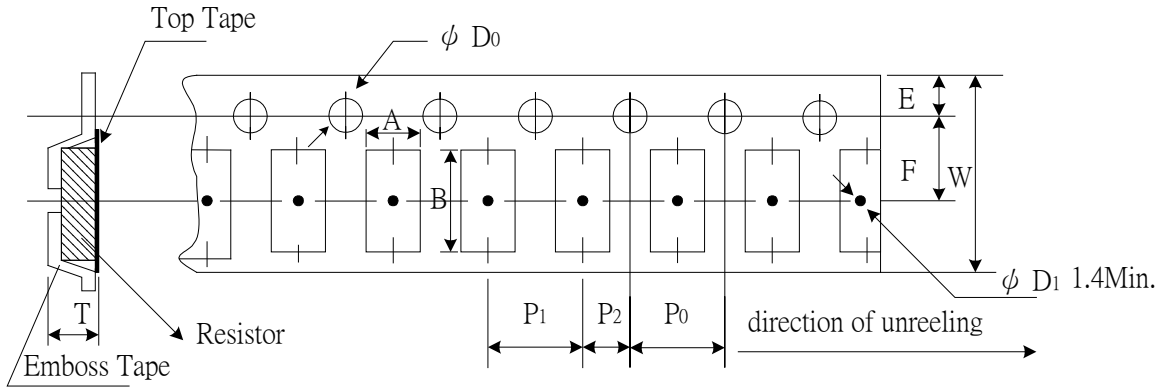 Top Tape
ψ D0
E
A
F
W
B
ψ D1 1.4Min.
T
P1
P2
P0
Resistor
direction of unreeling
Emboss Tape